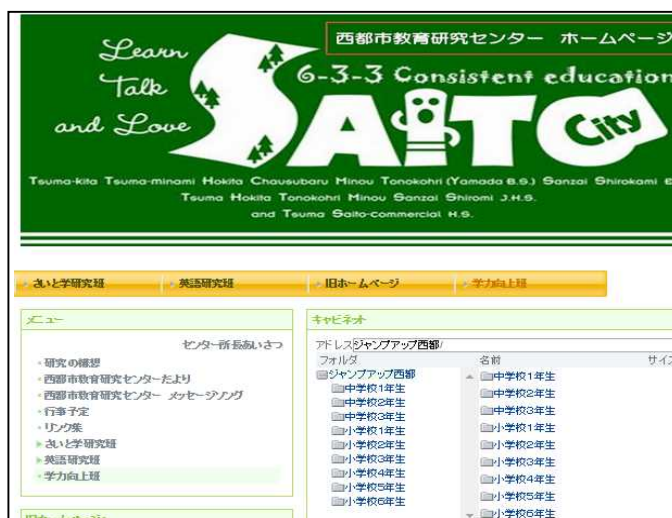 西都市教育研究センター ホームページ
Learn
Talk
and Love
6-3-3 Consistent education
SAITO City
Tsuma-kita Tsuma-minami Hokita Chausubaru Minou Tonokohri (Yamada B.S.) Sanzai Shirokami E
Tsuma Hokita Tonokohri Minou Sanzai Shiromi J.H.S.
and Tsuma Saito-commercial H.S.
さいと学研究班 英語研究班 旧ホームページ 学力向上班
メニュー
センター所長あいさつ
研究の構想
西都市教育研究センターだより
西都市教育研究センター メッセージソング
行事予定
リンク集
さいと学研究班
英語研究班
学力向上班
キャビネット
アドレス ジャンプアップ西都/
フォルダ 名前 サイズ
ジャンプアップ西都
中学校1年生
中学校2年生
中学校3年生
小学校1年生
小学校2年生
小学校3年生
小学校4年生
小学校5年生
小学校6年生
中学校1年生
中学校2年生
中学校3年生
小学校1年生
小学校2年生
小学校3年生
小学校4年生
小学校5年生
小学校6年生